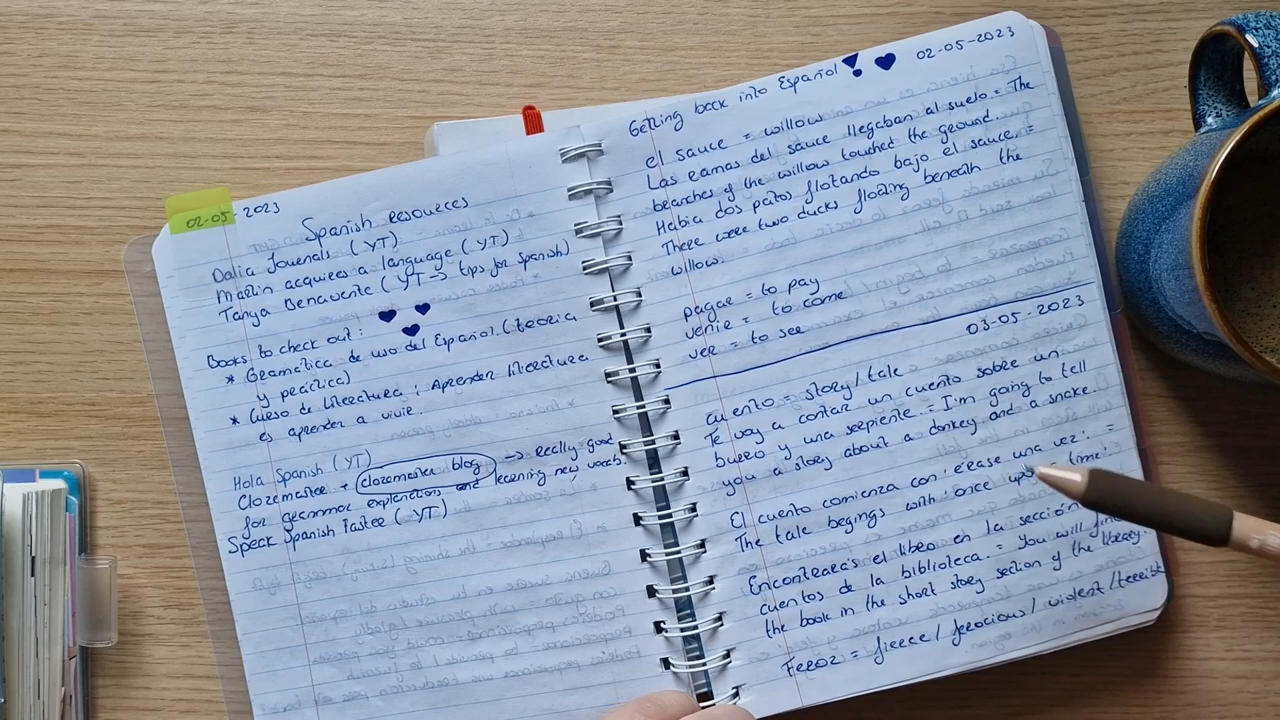 02-05-2023
Spanish resources
Dalia Journals (YT)
Martin acquires a language (YT)
Tanya Benavente (YT → tips for Spanish)
Books to check out:
* Gramática de uso del Español. (teoría
y práctica)
* Curso de Literatura: Aprender literatura
es aprender a vivir.
Hola Spanish (YT)
Clozemaster + clozemaster blog → really good
for grammar explanations and learning new vocab.
Speak Spanish Faster (YT)
Getting back into Español! 02-05-2023
el sauce = willow
Las ramas del sauce llegaban al suelo = The
branches of the willow touched the ground.
Había dos patos flotando bajo el sauce. =
There were two ducks floating beneath the
willow.
pagar = to pay
venir = to come
ver = to see
03-05-2023
cuento = story/tale
Te voy a contar un cuento sobre un
burro y una serpiente. = I'm going to tell
you a story about a donkey and a snake.
El cuento comienza con: érase una vez: =
The tale begings with: once upon time:
Encontrarás el libro en la sección
cuentos de la biblioteca. = You will find
the book in the short story section of the library.
Feroz = fierce/ ferocious/ violent/terrible